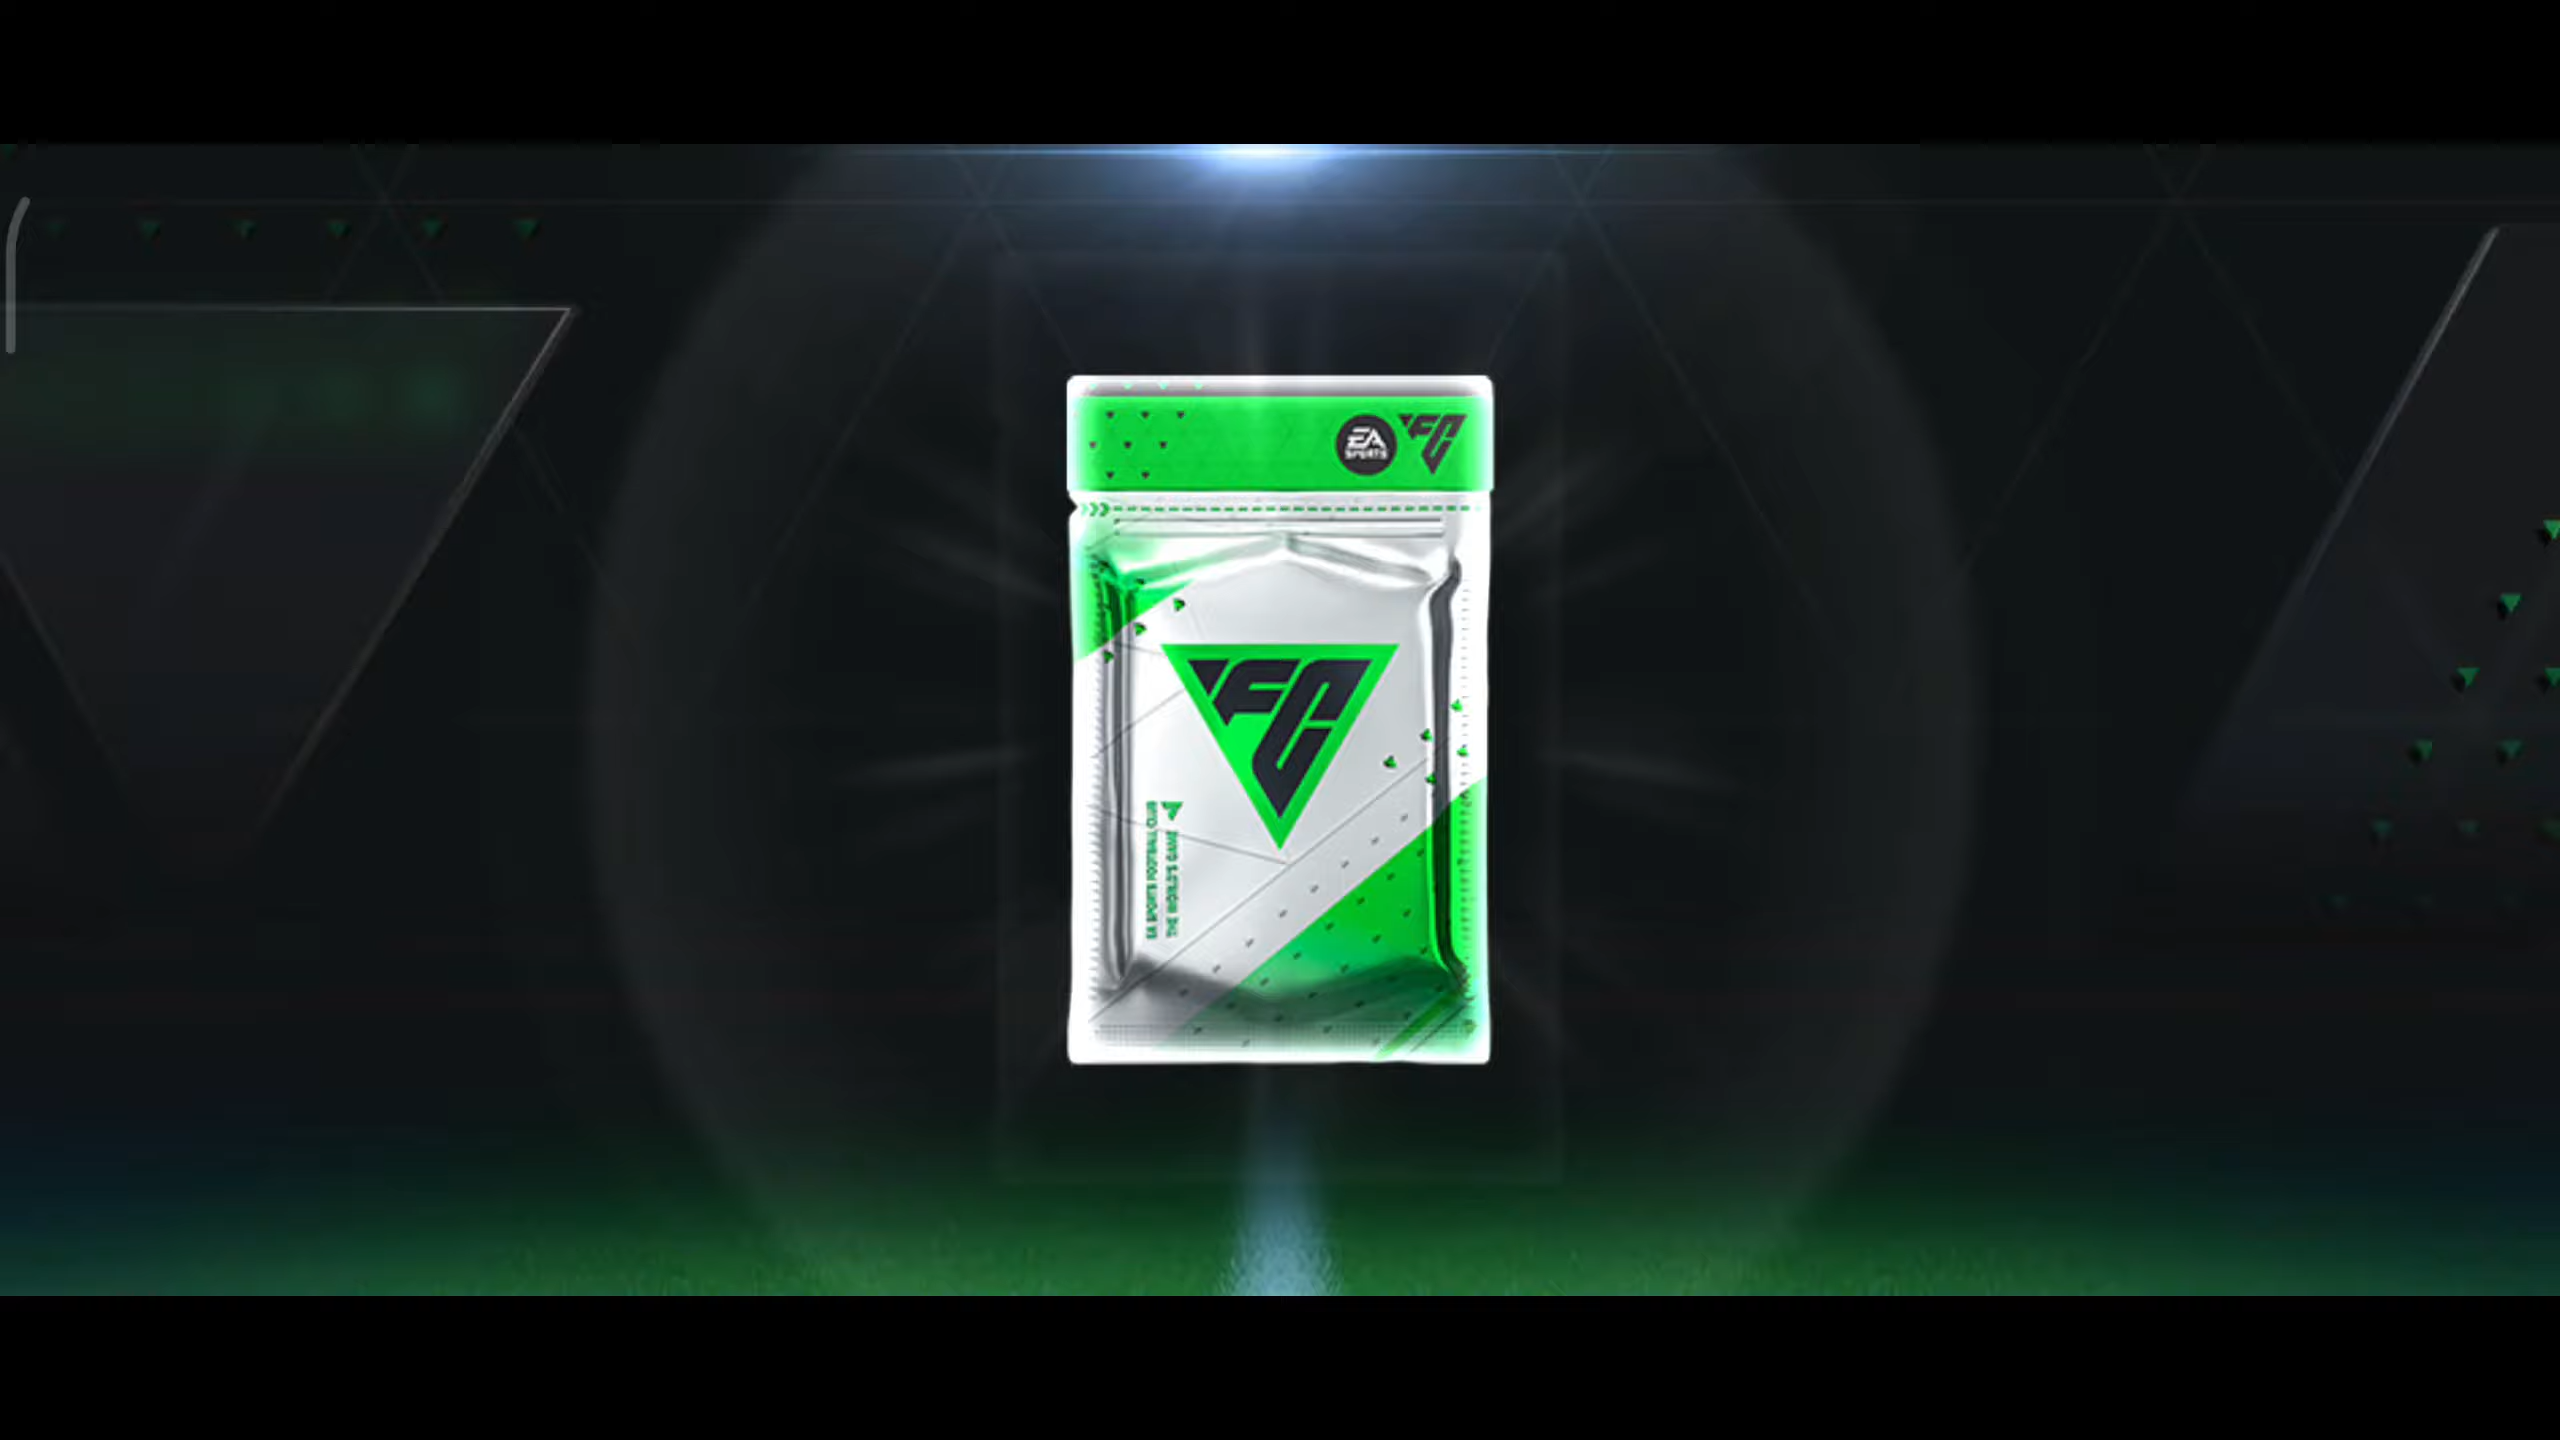 EA
SPORTS
FC
FC
EA SPORTS FOOTBALL CLUB
THE WORLD'S GAME